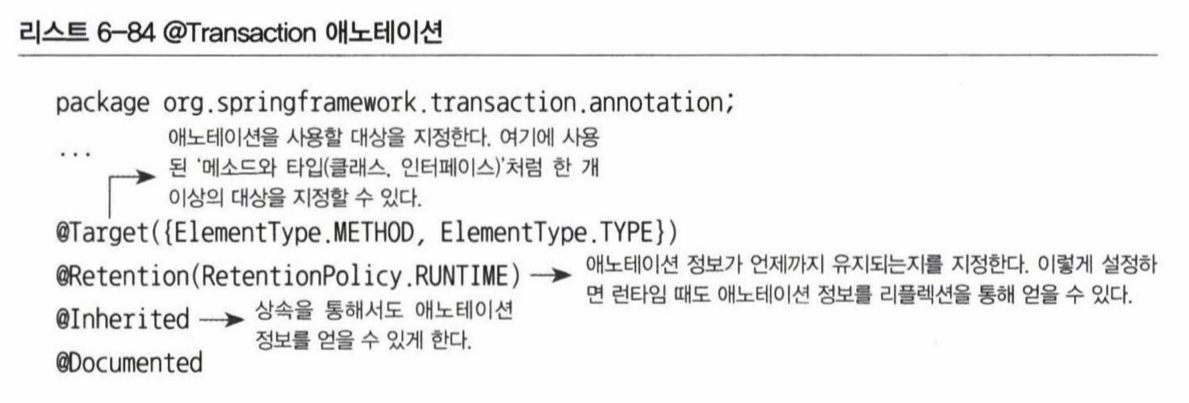 리스트 6-84 @Transaction 애노테이션
package org.springframework.transaction.annotation;
...
애노테이션을 사용할 대상을 지정한다. 여기에 사용
된 '메소드와 타입(클래스, 인터페이스)'처럼 한 개
이상의 대상을 지정할 수 있다.
@Target({ElementType.METHOD, ElementType.TYPE})
@Retention(RetentionPolicy.RUNTIME)
애노테이션 정보가 언제까지 유지되는지를 지정한다. 이렇게 설정하
면 런타임 때도 애노테이션 정보를 리플렉션을 통해 얻을 수 있다.
@Inherited
상속을 통해서도 애노테이션
정보를 얻을 수 있게 한다.
@Documented